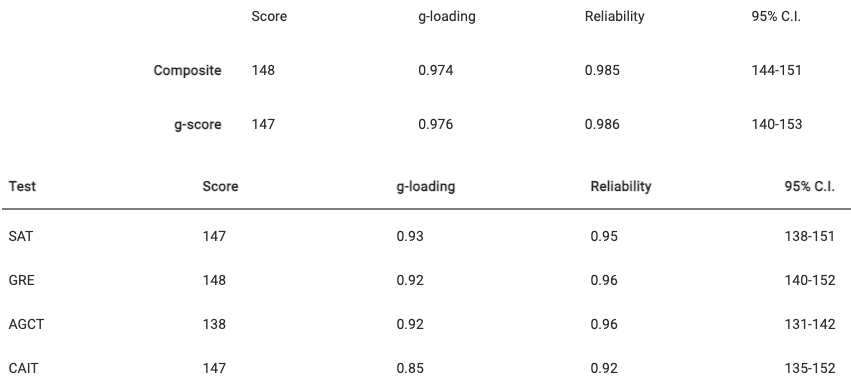 Score g-loading Reliability 95% C.I.
Composite 148 0.974 0.985 144-151
g-score 147 0.976 0.986 140-153
Test Score g-loading Reliability 95% C.I.
SAT 147 0.93 0.95 138-151
GRE 148 0.92 0.96 140-152
AGCT 138 0.92 0.96 131-142
CAIT 147 0.85 0.92 135-152